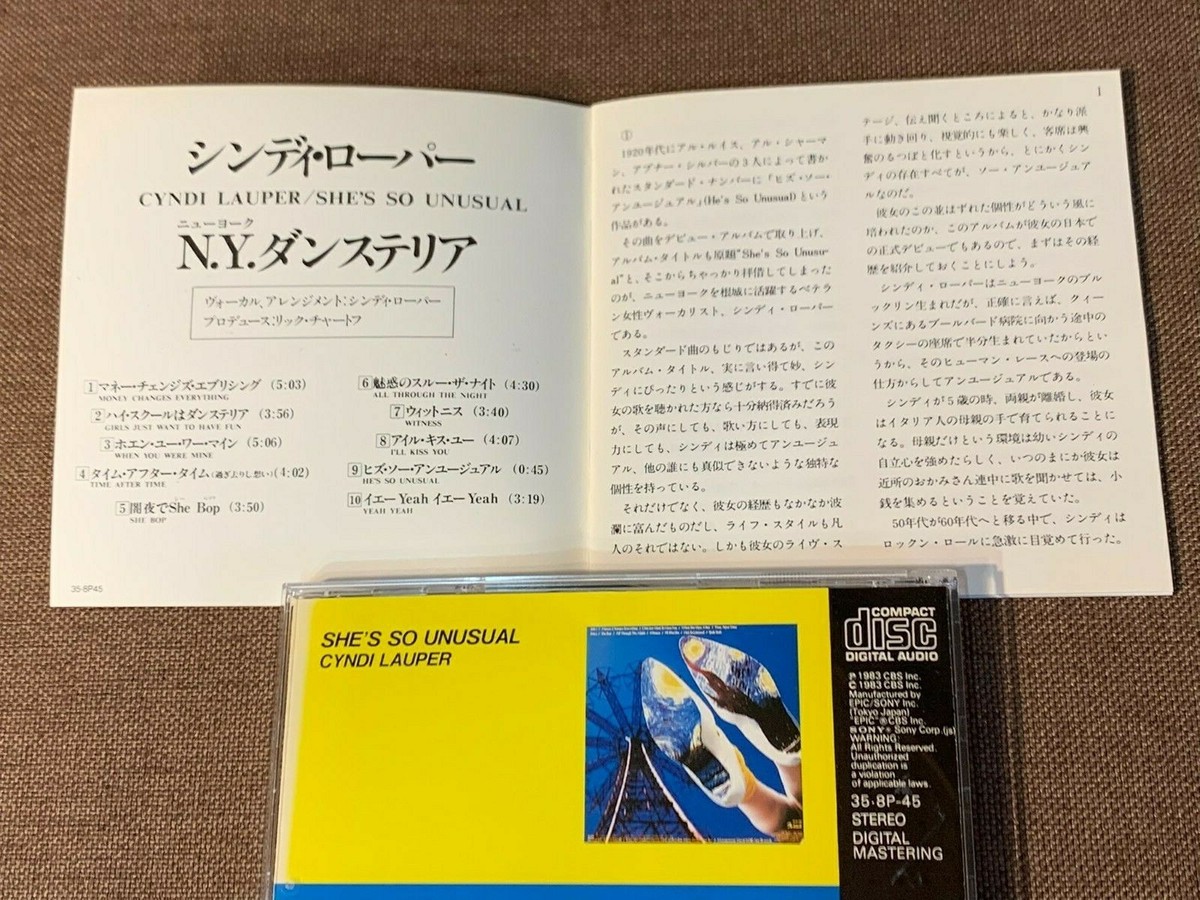 シンディ・ローパー
CYNDI LAUPER/SHE'S SO UNUSUAL
ニューヨーク
N.Y.ダンステリア
ヴォーカル、アレンジメント:シンディ・ローパー
プロデュース:リック・チャートフ
1 マネー・チェンジズ・エブリシング (5:03)
MONEY CHANGES EVERYTHING
2 ハイ・スクールはダンステリア (3:56)
GIRLS JUST WANT TO HAVE FUN
3 ホエン・ユー・ワー・マイン (5:06)
WHEN YOU WERE MINE
4 タイム・アフター・タイム(過ぎ去りし想い)(4:02)
TIME AFTER TIME
5 闇夜でShe Bop (3:50)
SHE BOP
6 魅惑のスルー・ザ・ナイト (4:30)
ALL THROUGH THE NIGHT
7 ウィットニス (3:40)
WITNESS
8 アイル・キス・ユー (4:07)
I'LL KISS YOU
9 ヒズ・ソー・アンユージュアル (0:45)
HE'S SO UNUSUAL
10 イエーYeah イエーYeah (3:19)
YEAH YEAH
35·8P45
1
①
1920年代にアル・ルイス、アル・シャーマ
ン、アブナー・シルバーの3人によって書か
れたスタンダード・ナンバーに「ヒズ・ソー・
アンユージュアル」(He's So Unusual)という
作品がある。
その曲をデビュー・アルバムで取り上げ、
アルバム・タイトルも原題"She's So Unusu-
al"と、そこからちゃっかり拝借してしまった
のが、ニューヨークを根城に活躍するベテラ
ン女性ヴォーカリスト、シンディ・ローパー
である。
スタンダード曲のもじりではあるが、この
アルバム・タイトル、実に言い得て妙、シン
ディにぴったりという感じがする。すでに彼
女の歌を聴かれた方なら十分納得済みだろう
が、その声にしても、歌い方にしても、表現
力にしても、シンディは極めてアンユージュ
アル、他の誰にも真似できないような独特な
個性を持っている。
それだけでなく、彼女の経歴もなかなか波
瀾に富んだものだし、ライフ・スタイルも凡
人のそれではない。しかも彼女のライヴ・ス
テージ、伝え聞くところによると、かなり派
手に動き回り、視覚的にも楽しく、客席は興
奮のるつぼと化すというから、とにかくシン
ディの存在すべてが、ソー・アンユージュア
ルなのだ。
彼女のこの並はずれた個性がどういう風に
培われたのか、このアルバムが彼女の日本で
の正式デビューでもあるので、まずはその経
歴を紹介しておくことにしよう。
シンディ・ローパーはニューヨークのブル
ックリン生まれだが、正確に言えば、クィー
ンズにあるブールバード病院に向かう途中の
タクシーの座席で半分生まれていたからとい
うから、そのヒューマン・レースへの登場の
仕方からしてアンユージュアルである。
シンディが5歳の時、両親が離婚し、彼女
はイタリア人の母親の手で育てられることに
なる。母親だけという環境は幼いシンディの
自立心を強めたらしく、いつのまにか彼女は
近所のおかみさん連中に歌を聞かせては、小
銭を集めるということを覚えていた。
50年代が60年代へと移る中で、シンディは
ロックン・ロールに急激に目覚めて行った。
SHE'S SO UNUSUAL
CYNDI LAUPER
COMPACT
disc
DIGITAL AUDIO
℗ 1983 CBS Inc.
© 1983 CBS Inc.
Manufactured by
EPIC/SONY Inc.
(Tokyo Japan)
"EPIC"®CBS Inc.
SONY® Sony Corp.(js)
WARNING:
All Rights Reserved.
Unauthorized
duplication is
a violation
of applicable laws.
35·8P-45
STEREO
DIGITAL
MASTERING